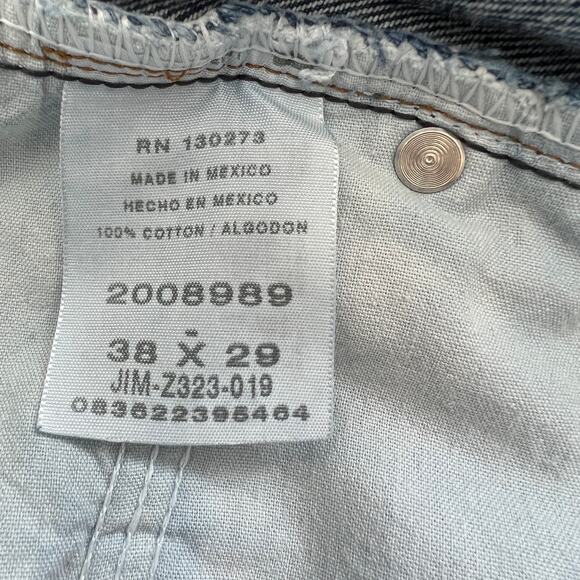 RN 130273
MADE IN MEXICO
HECHO EN MEXICO
100% COTTON / ALGODON
2008989
-
38 X 29
JIM-Z323-019
083622395464